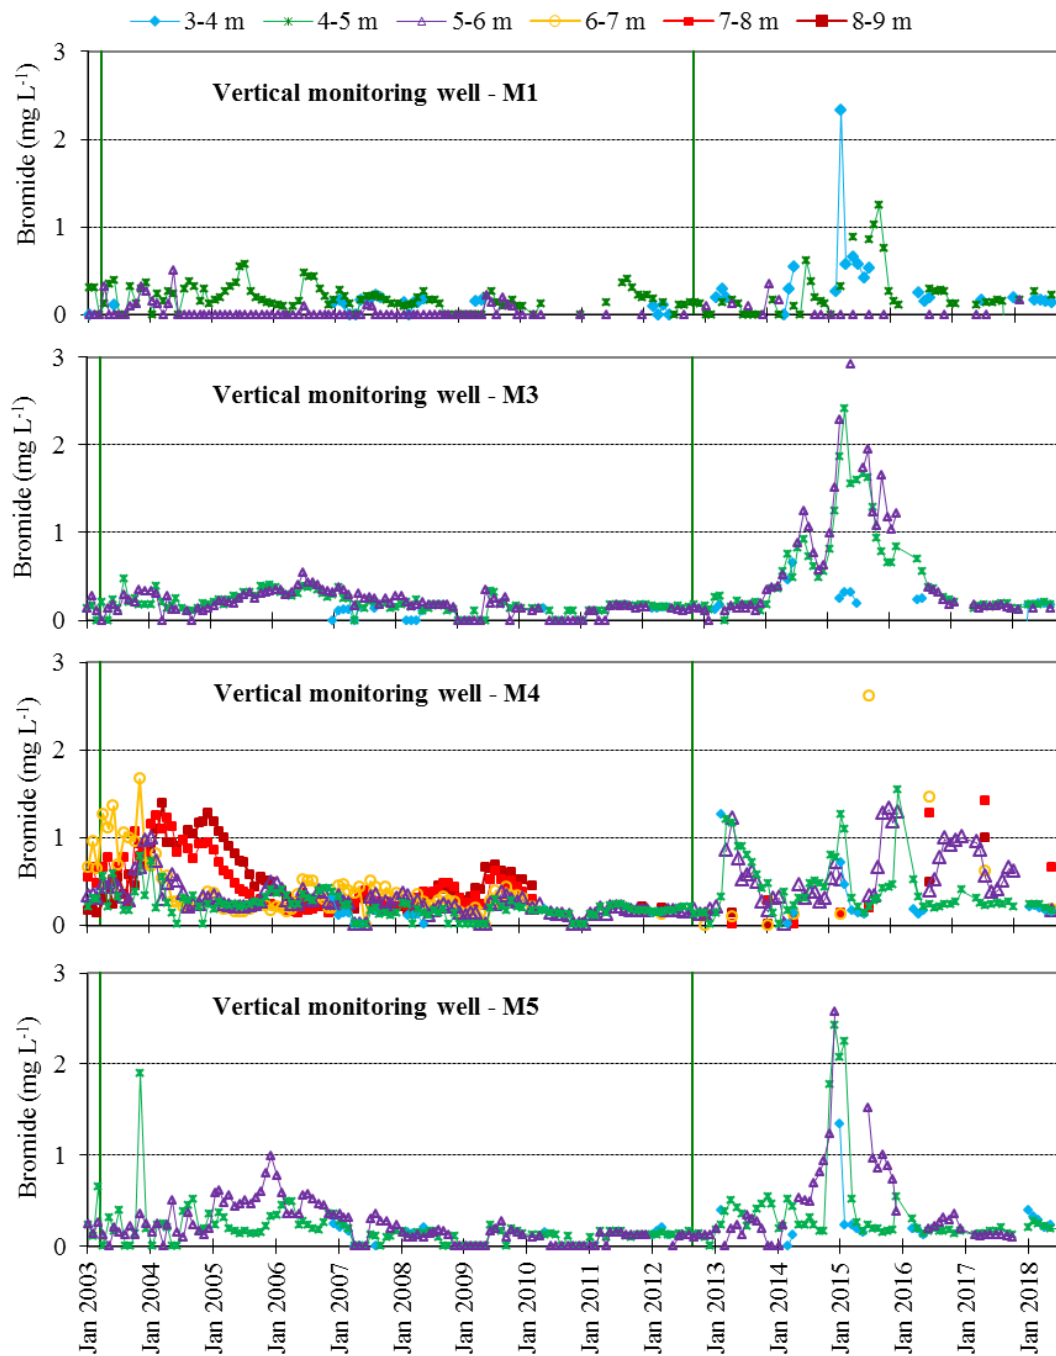 3-4 m 4-5 m 5-6 m 6-7 m 7-8 m 8-9 m
Vertical monitoring well - M1
Bromide (mg L-1)
3
2
1
0
Vertical monitoring well - M3
Bromide (mg L-1)
3
2
1
0
Vertical monitoring well - M4
Bromide (mg L-1)
3
2
1
0
Vertical monitoring well - M5
Bromide (mg L-1)
3
2
1
0
Jan 2003
Jan 2004
Jan 2005
Jan 2006
Jan 2007
Jan 2008
Jan 2009
Jan 2010
Jan 2011
Jan 2012
Jan 2013
Jan 2014
Jan 2015
Jan 2016
Jan 2017
Jan 2018